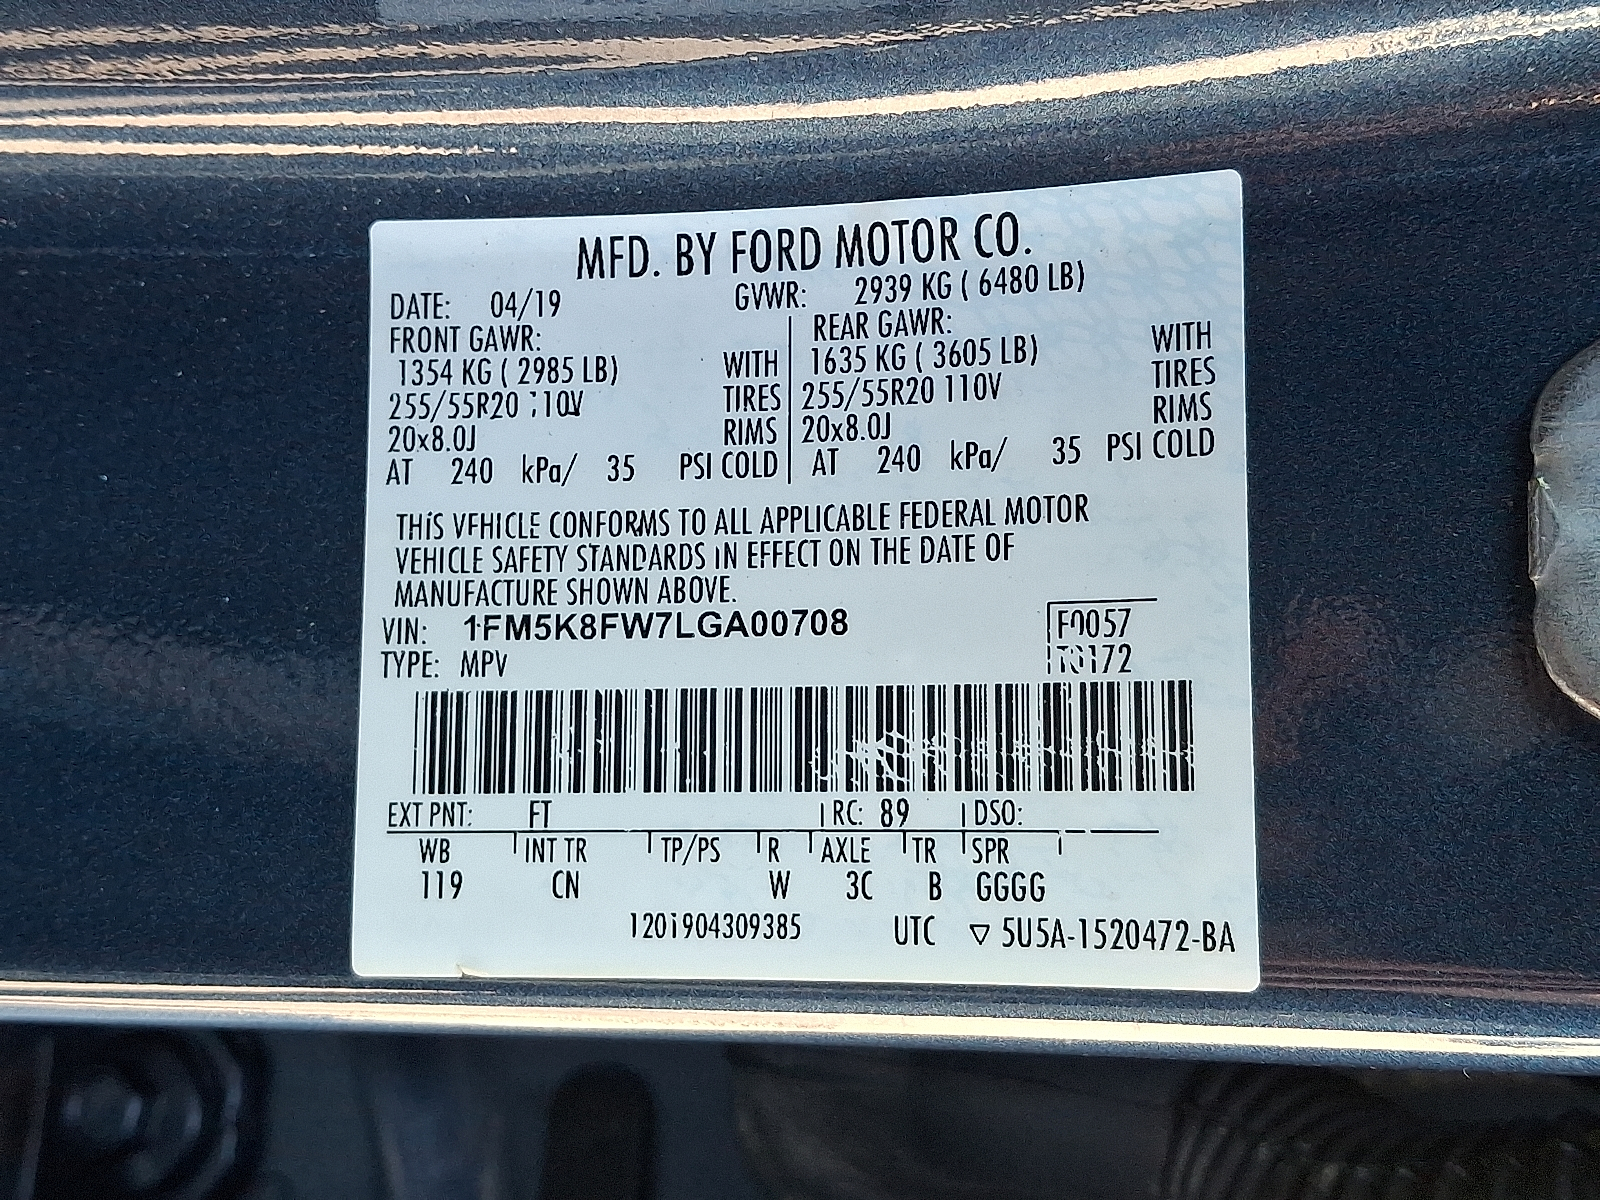 MFD. BY FORD MOTOR CO.
DATE: 04/19 GVWR: 2939 KG ( 6480 LB)
FRONT GAWR: REAR GAWR:
1354 KG ( 2985 LB) WITH 1635 KG ( 3605 LB) WITH
255/55R20 110V TIRES 255/55R20 110V TIRES
20x8.0J RIMS 20x8.0J RIMS
AT 240 kPa/ 35 PSI COLD AT 240 kPa/ 35 PSI COLD
THIS VEHICLE CONFORMS TO ALL APPLICABLE FEDERAL MOTOR
VEHICLE SAFETY STANDARDS IN EFFECT ON THE DATE OF
MANUFACTURE SHOWN ABOVE.
VIN: 1FM5K8FW7LGA00708 F0057
TYPE: MPV
EXT PNT: FT RC: 89 DSO:
WB INT TR TP/PS R AXLE TR SPR
119 CN W 3C B GGGG
1201904309385 UTC ▽ 5U5A-1520472-BA